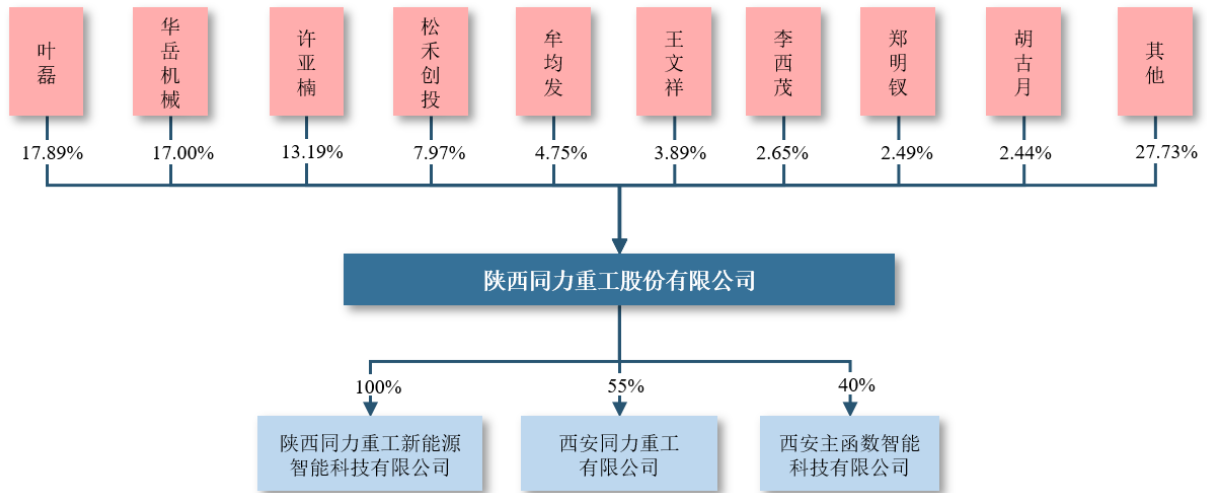 叶磊
华岳机械
许亚楠
松禾创投
牟均发
王文祥
李西茂
郑明钗
胡古月
其他
17.89%
17.00%
13.19%
7.97%
4.75%
3.89%
2.65%
2.49%
2.44%
27.73%
陕西同力重工股份有限公司
100%
55%
40%
陕西同力重工新能源
智能科技有限公司
西安同力重工
有限公司
西安主函数智能
科技有限公司